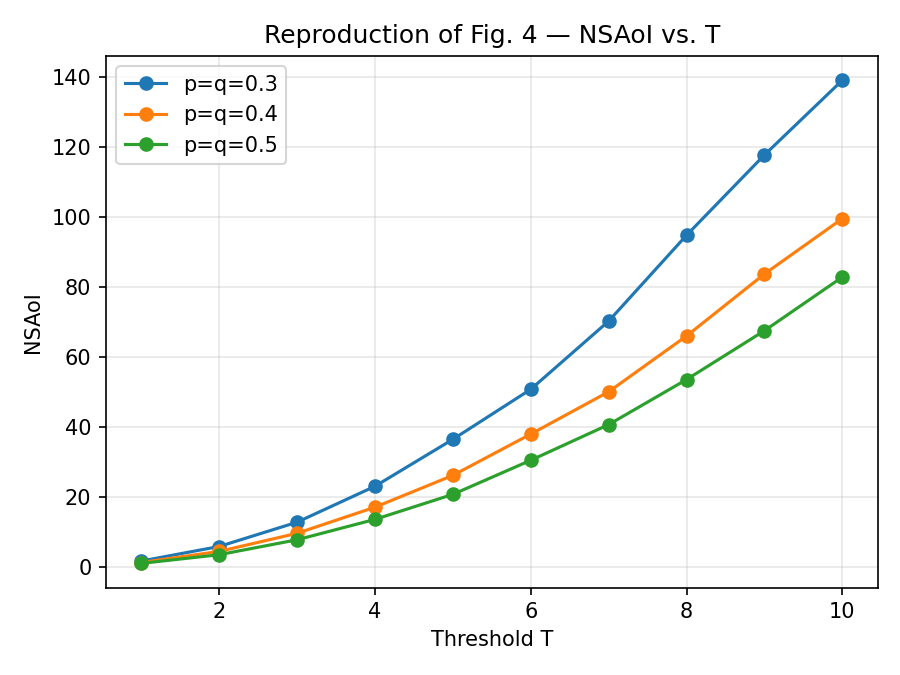 Reproduction of Fig. 4 — NSAoI vs. T
p=q=0.3
p=q=0.4
p=q=0.5
140
120
100
80
60
40
20
0
NSAoI
2 4 6 8 10
Threshold T